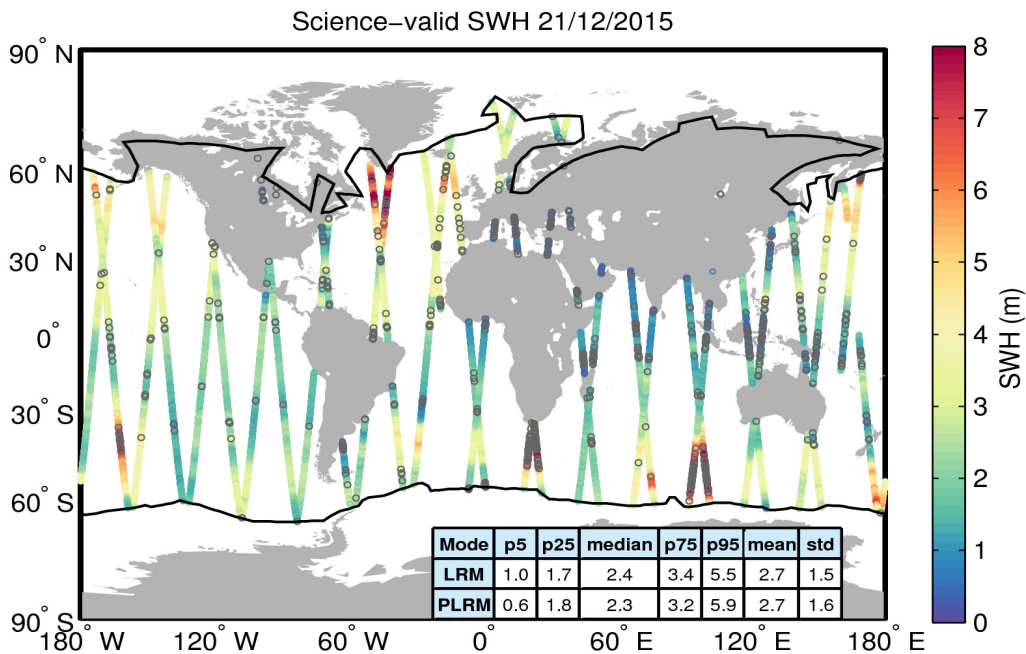 Science−valid SWH 21/12/2015
90° N
60° N
30° N
0°
30° S
60° S
90° S
180° W
120° W
60° W
0°
60° E
120° E
180° E
8
7
6
5
4
3
2
1
0
SWH (m)
Mode p5 p25 median p75 p95 mean std
LRM 1.0 1.7 2.4 3.4 5.5 2.7 1.5
PLRM 0.6 1.8 2.3 3.2 5.9 2.7 1.6